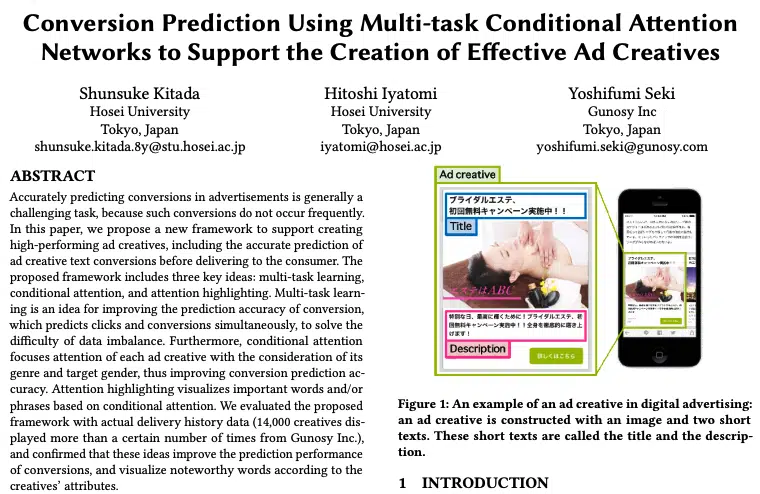 Conversion Prediction Using Multi-task Conditional Attention
Networks to Support the Creation of Effective Ad Creatives
Shunsuke Kitada
Hosei University
Tokyo, Japan
shunsuke.kitada.8y@stu.hosei.ac.jp
Hitoshi Iyatomi
Hosei University
Tokyo, Japan
iyatomi@hosei.ac.jp
Yoshifumi Seki
Gunosy Inc
Tokyo, Japan
yoshifumi.seki@gunosy.com
ABSTRACT
Accurately predicting conversions in advertisements is generally a
challenging task, because such conversions do not occur frequently.
In this paper, we propose a new framework to support creating
high-performing ad creatives, including the accurate prediction of
ad creative text conversions before delivering to the consumer. The
proposed framework includes three key ideas: multi-task learning,
conditional attention, and attention highlighting. Multi-task learn-
ing is an idea for improving the prediction accuracy of conversion,
which predicts clicks and conversions simultaneously, to solve the
difficulty of data imbalance. Furthermore, conditional attention
focuses attention of each ad creative with the consideration of its
genre and target gender, thus improving conversion prediction ac-
curacy. Attention highlighting visualizes important words and/or
phrases based on conditional attention. We evaluated the proposed
framework with actual delivery history data (14,000 creatives dis-
played more than a certain number of times from Gunosy Inc.),
and confirmed that these ideas improve the prediction performance
of conversions, and visualize noteworthy words according to the
creatives' attributes.
Ad creative
ブライダルエステ、
初回無料キャンペーン実施中！！
Title
エステはABC
特別な日、最高に輝くために！ブライダルエステ、初
回無料キャンペーン実施中！！全身を徹底的に磨き上
げます！
Description
詳しくはこちら
Figure 1: An example of an ad creative in digital advertising:
an ad creative is constructed with an image and two short
texts. These short texts are called the title and the descrip-
tion.
1 INTRODUCTION